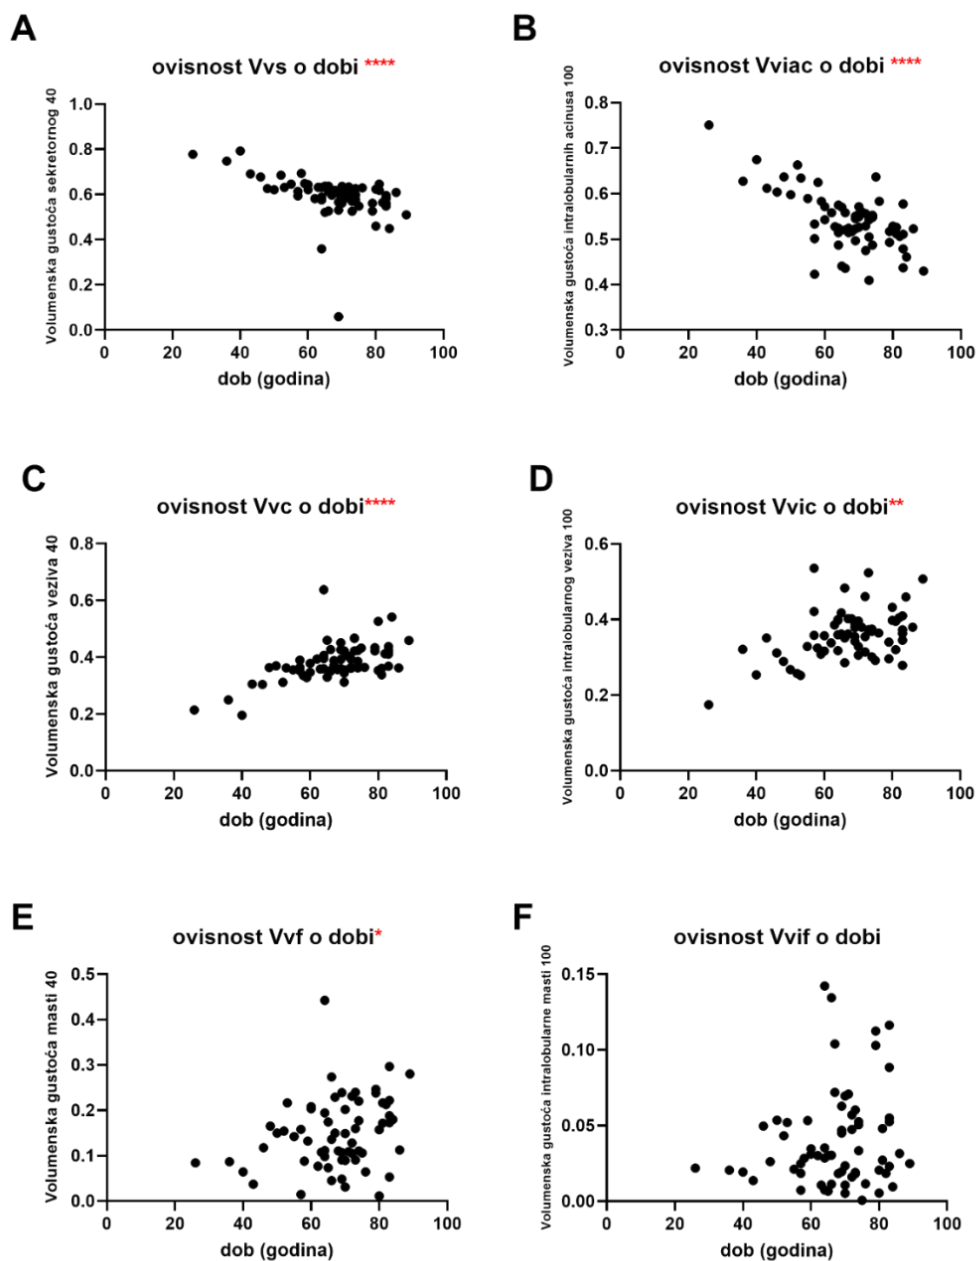 A
ovisnost Vvs o dobi ****
Volumenska gustoća sekretornog 40
1.0
0.8
0.6
0.4
0.2
0.0
0 20 40 60 80 100
dob (godina)
B
ovisnost Vviac o dobi ****
Volumenska gustoća intralobularnih acinusa 100
0.8
0.7
0.6
0.5
0.4
0.3
0 20 40 60 80 100
dob (godina)
C
ovisnost Vvc o dobi****
Volumenska gustoća veziva 40
0.8
0.6
0.4
0.2
0.0
0 20 40 60 80 100
dob (godina)
D
ovisnost Vvic o dobi**
Volumenska gustoća intralobularnog veziva 100
0.6
0.4
0.2
0.0
0 20 40 60 80 100
dob (godina)
E
ovisnost Vvf o dobi*
Volumenska gustoća masti 40
0.5
0.4
0.3
0.2
0.1
0.0
0 20 40 60 80 100
dob (godina)
F
ovisnost Vvif o dobi
Volumenska gustoća intralobularne masti 100
0.15
0.10
0.05
0.00
0 20 40 60 80 100
dob (godina)